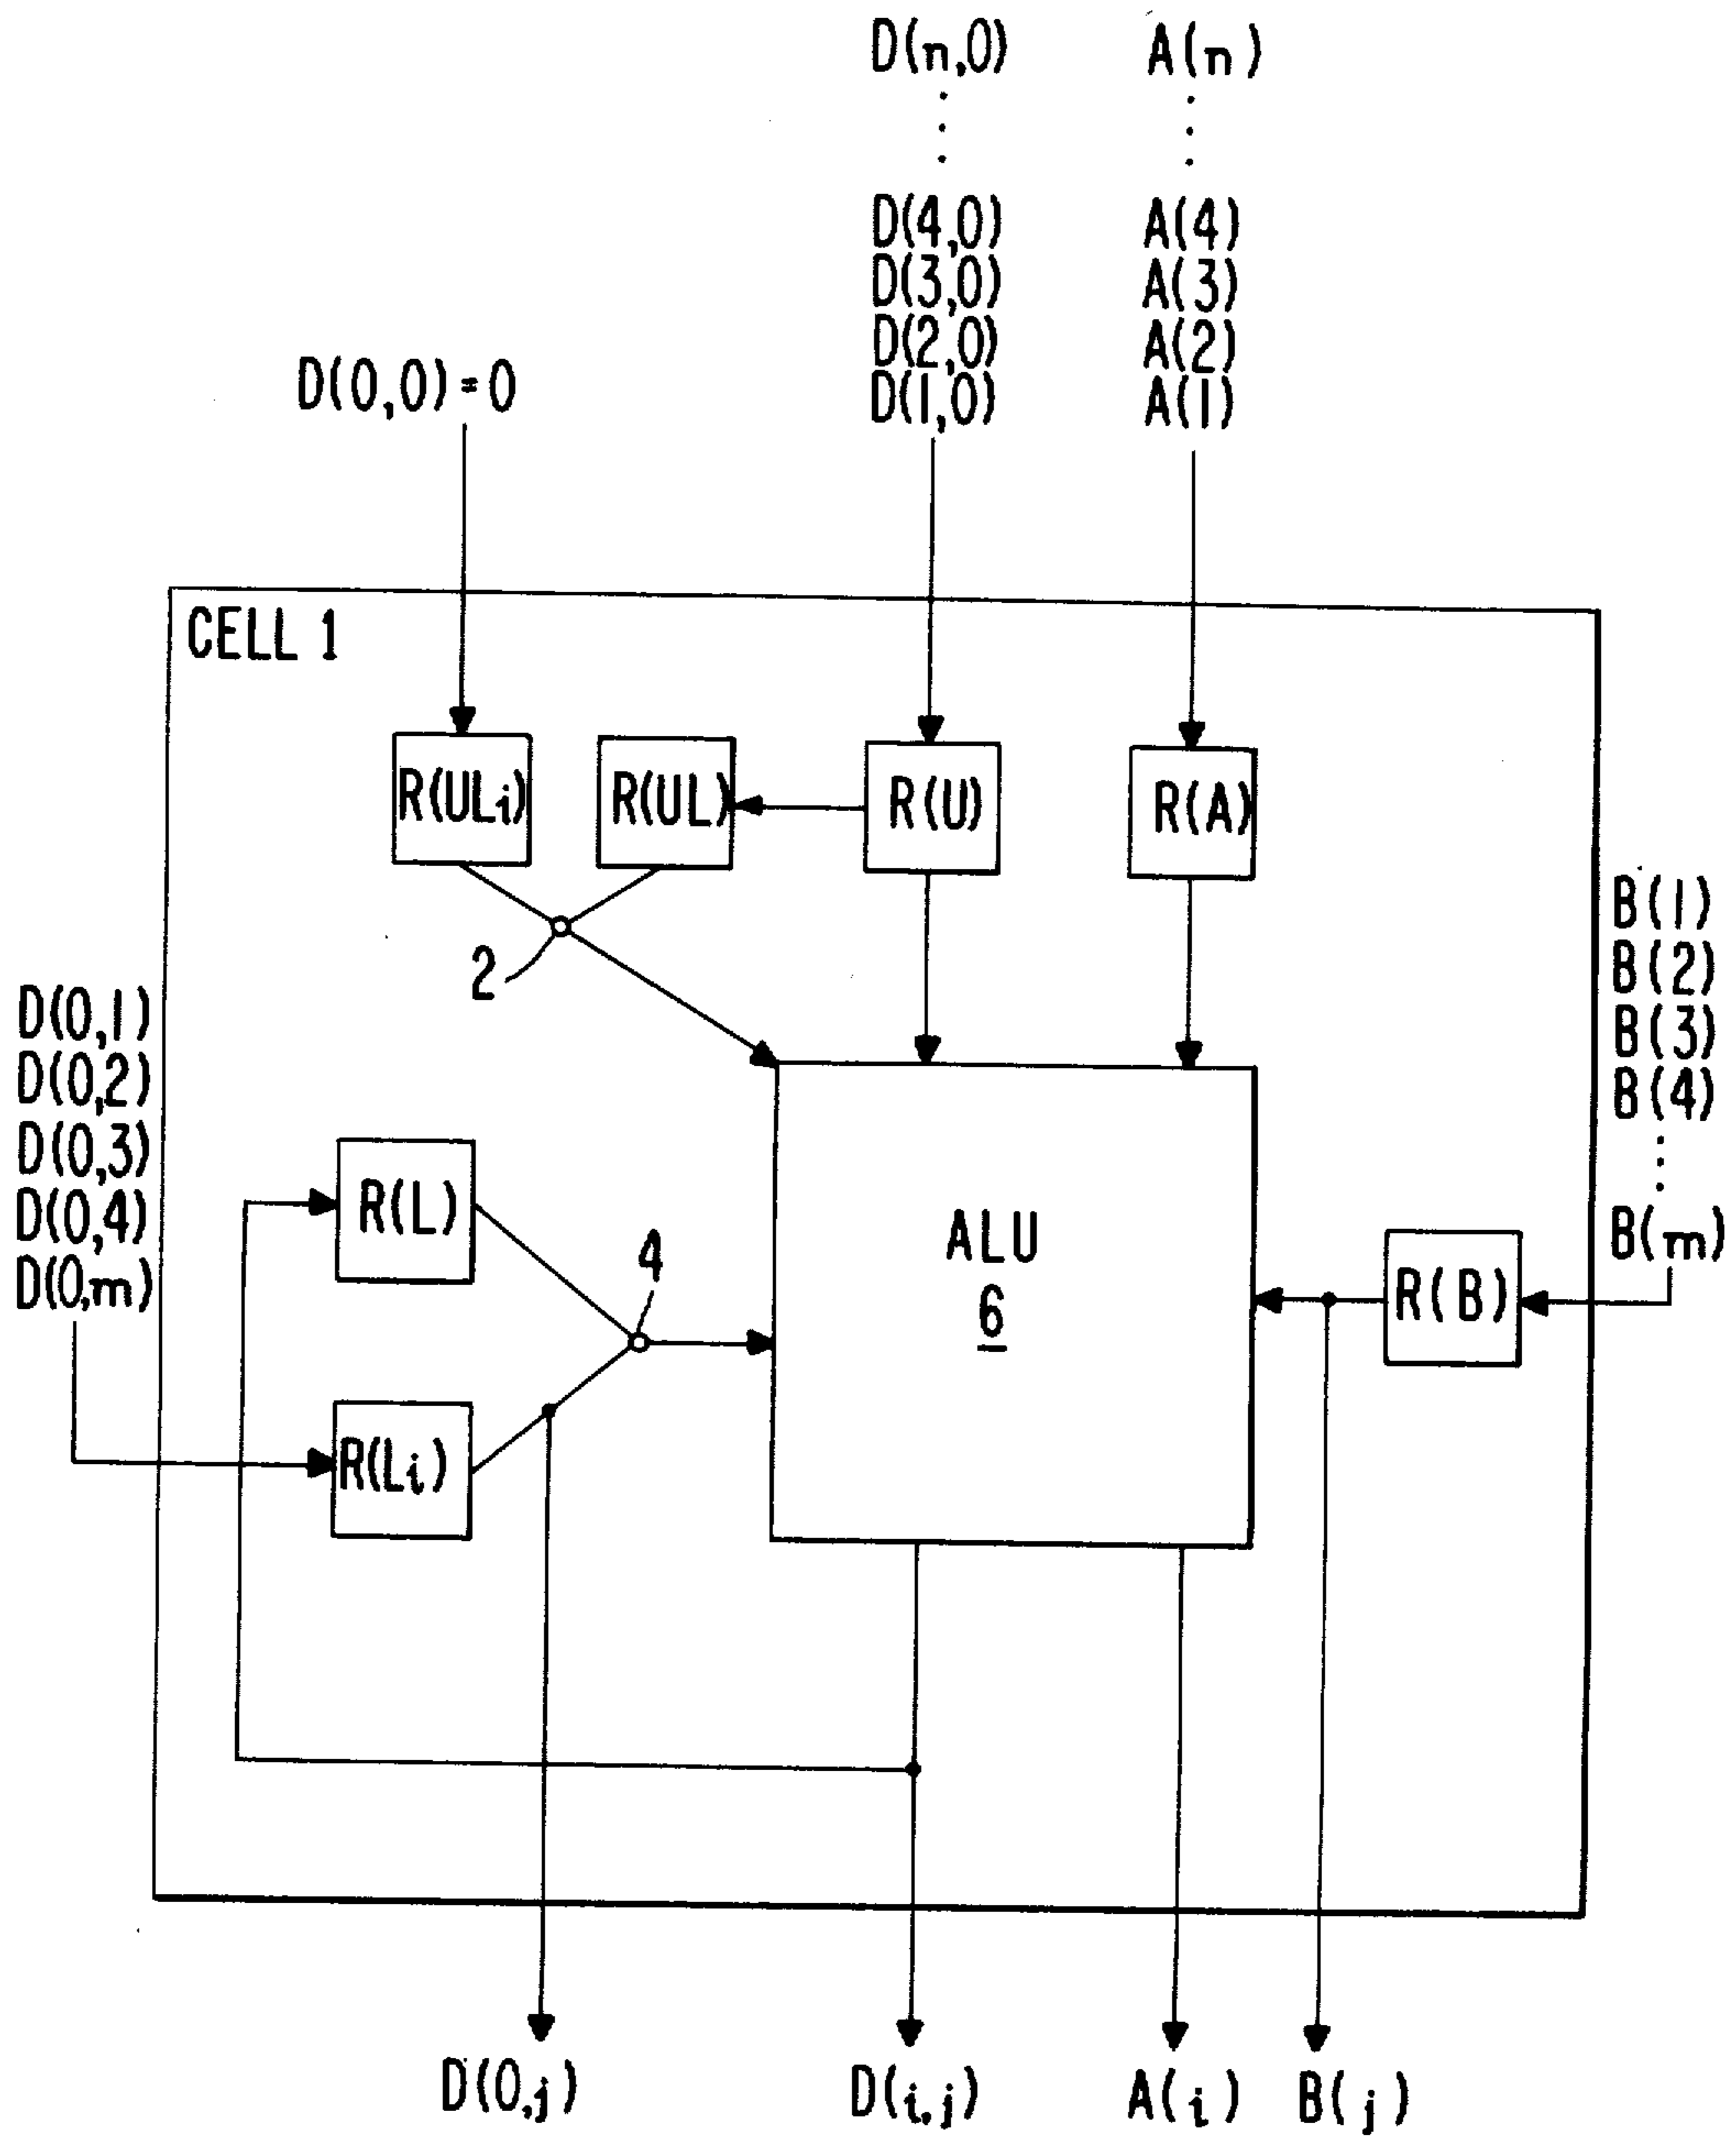 D(n,0) A(n)
D(4,0) A(4)
D(3,0) A(3)
D(2,0) A(2)
D(0,0)=0 D(1,0) A(1)
CELL 1
R(ULi) R(UL) R(U) R(A)
B(1)
B(2)
B(3)
B(4)
B(m)
2
D(0,1)
D(0,2)
D(0,3)
D(0,4)
D(0,m)
R(L)
4
ALU
6
R(B)
R(Li)
D(0,j) D(i,j) A(i) B(j)